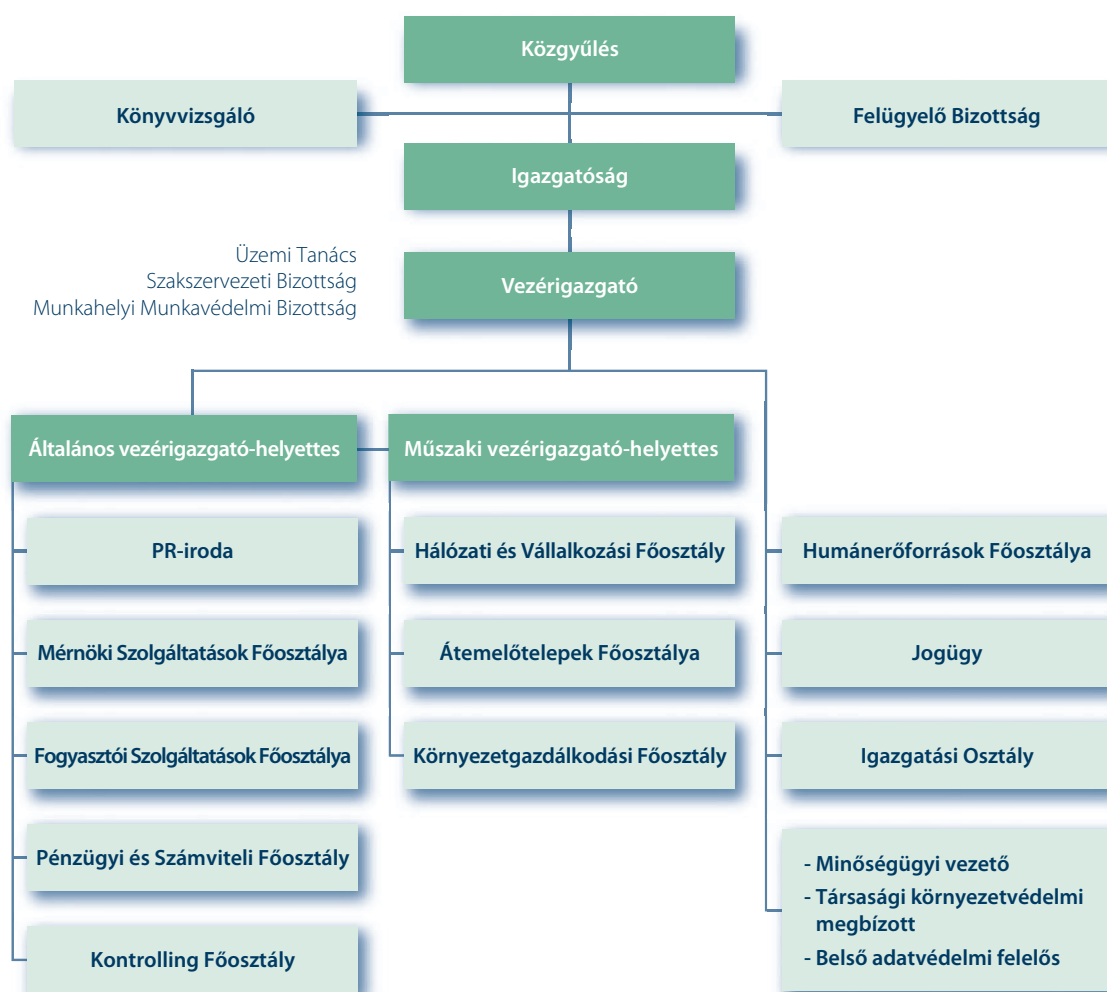 Közgyűlés
Könyvvizsgáló
Felügyelő Bizottság
Igazgatóság
Üzemi Tanács
Szakszervezeti Bizottság
Munkahelyi Munkavédelmi Bizottság
Vezérigazgató
Általános vezérigazgató-helyettes
Műszaki vezérigazgató-helyettes
PR-iroda
Hálózati és Vállalkozási Főosztály
Humánerőforrások Főosztálya
Mérnöki Szolgáltatások Főosztálya
Átemelőtelepek Főosztálya
Jogügy
Fogyasztói Szolgáltatások Főosztálya
Környezetgazdálkodási Főosztály
Igazgatási Osztály
Pénzügyi és Számviteli Főosztály
- Minőségügyi vezető
- Társasági környezetvédelmi
megbízott
- Belső adatvédelmi felelős
Kontrolling Főosztály